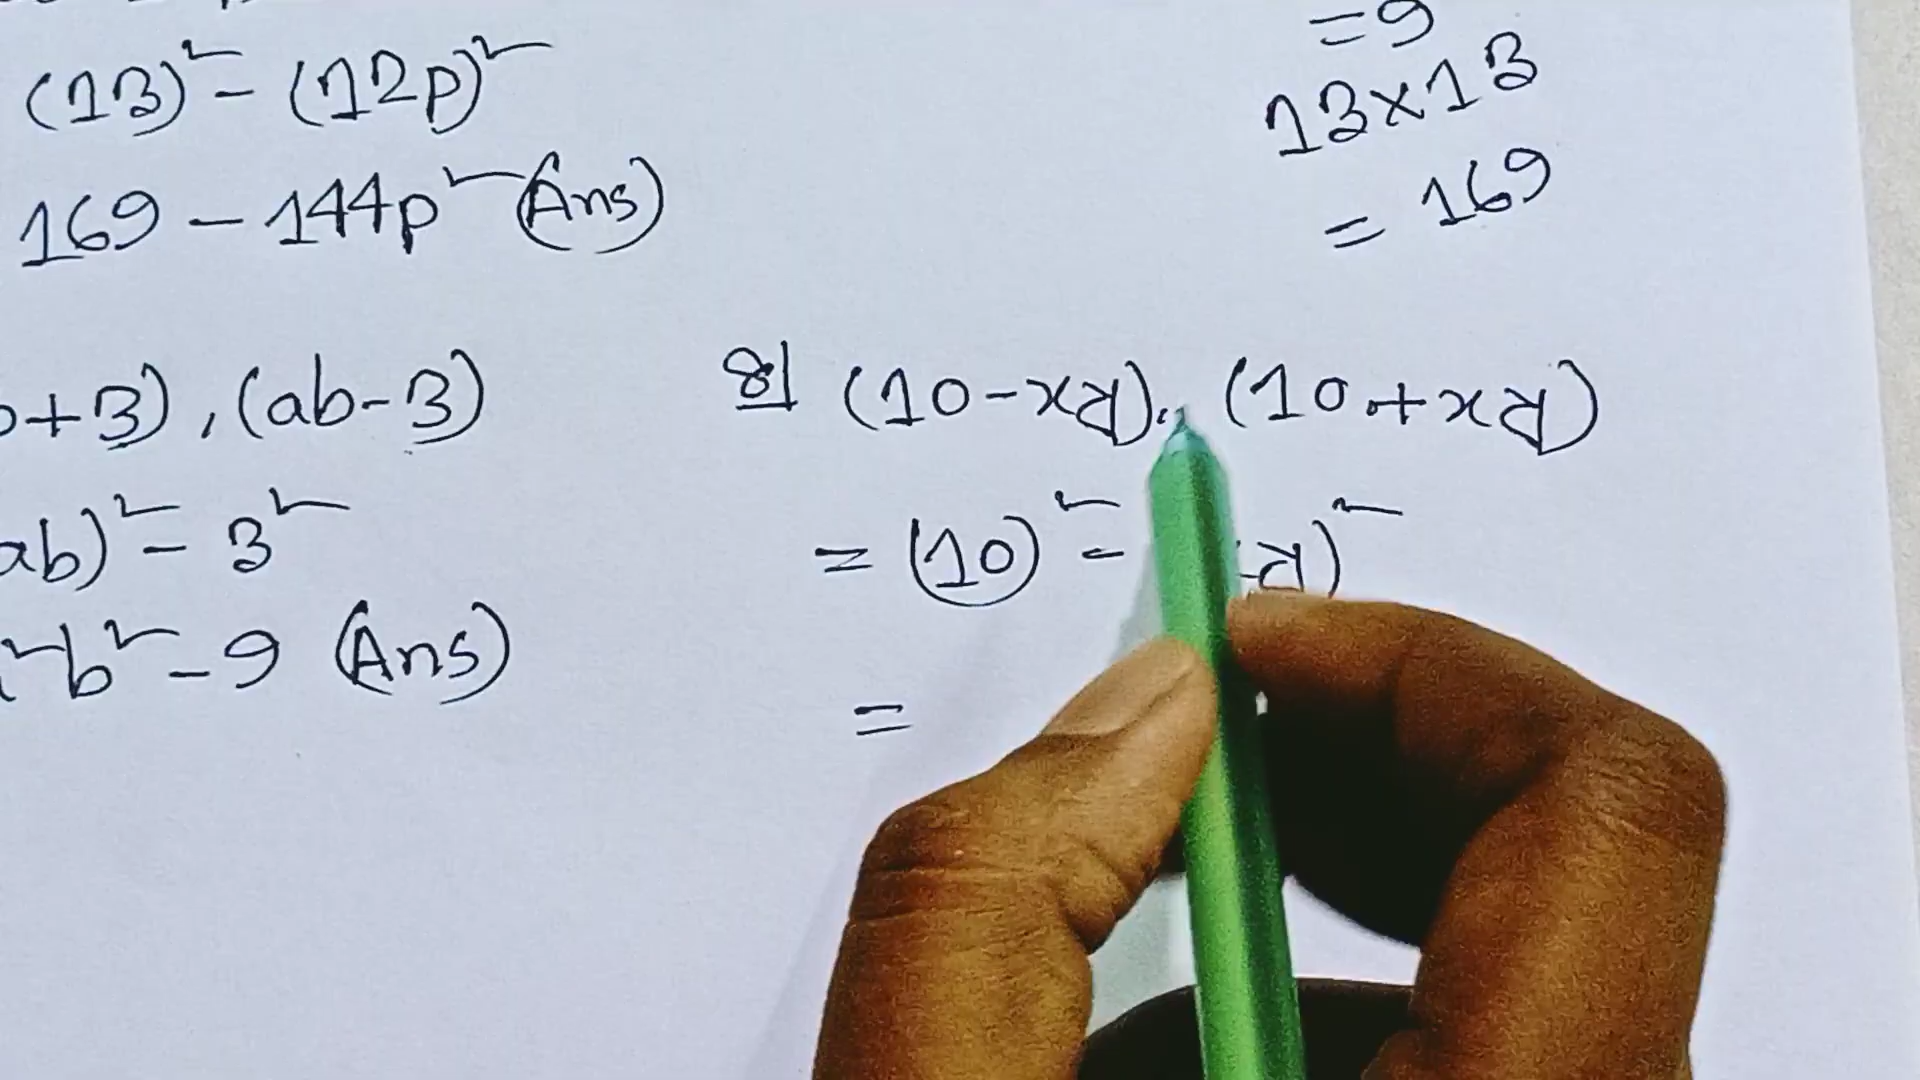 (13)² - (12p)²
169 - 144p² (Ans)
=9
13×13
= 169
+3), (ab-3)
ab)² - 3²
b² - 9 (Ans)
(10-xy), (10+xy)
= (10)² - y)²
=